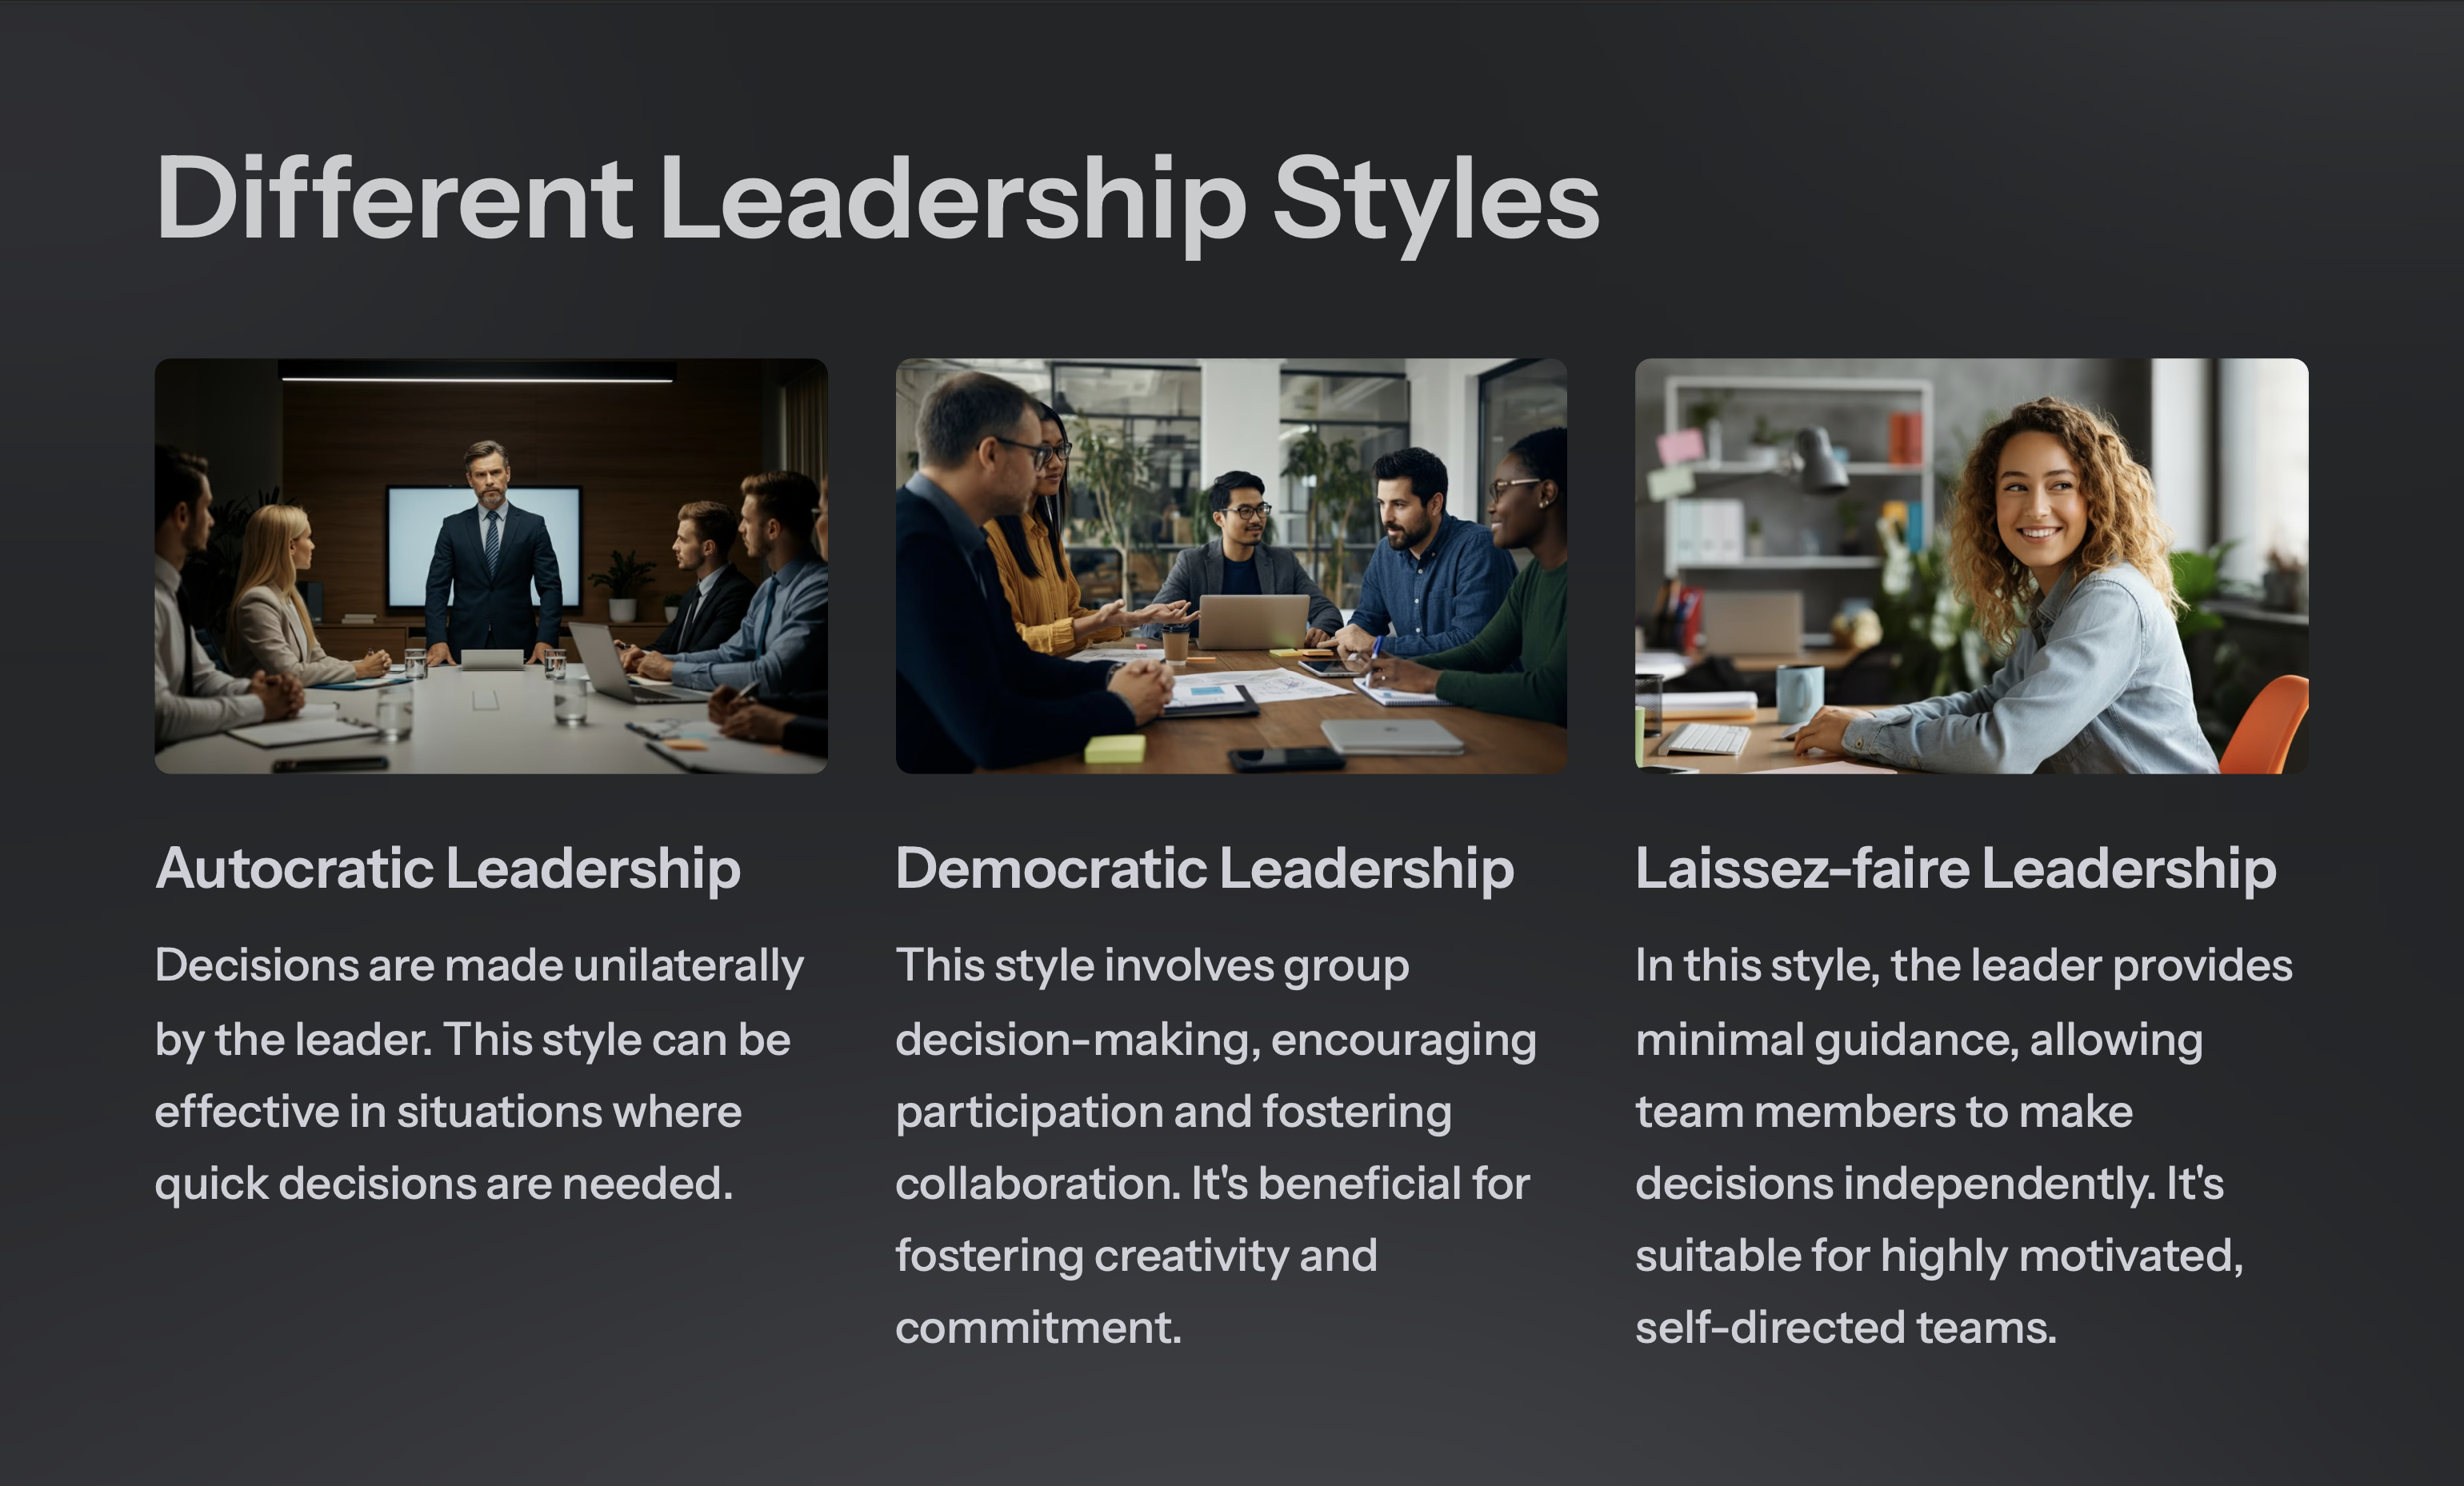 Different Leadership Styles
Autocratic Leadership
Decisions are made unilaterally
by the leader. This style can be
effective in situations where
quick decisions are needed.
Democratic Leadership
This style involves group
decision-making, encouraging
participation and fostering
collaboration. It's beneficial for
fostering creativity and
commitment.
Laissez-faire Leadership
In this style, the leader provides
minimal guidance, allowing
team members to make
decisions independently. It's
suitable for highly motivated,
self-directed teams.